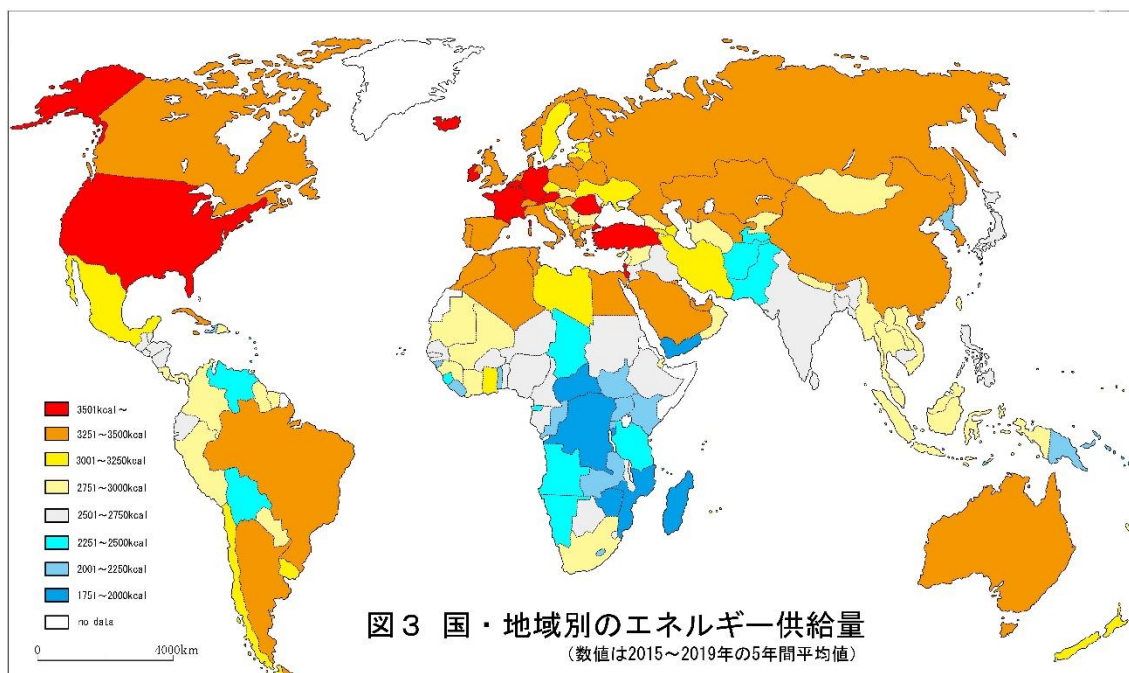 3501kcal～
3251～3500kcal
3001～3250kcal
2751～3000kcal
2501～2750kcal
2251～2500kcal
2001～2250kcal
1751～2000kcal
no data
0 4000km
図３ 国・地域別のエネルギー供給量
（数値は2015～2019年の5年間平均値）